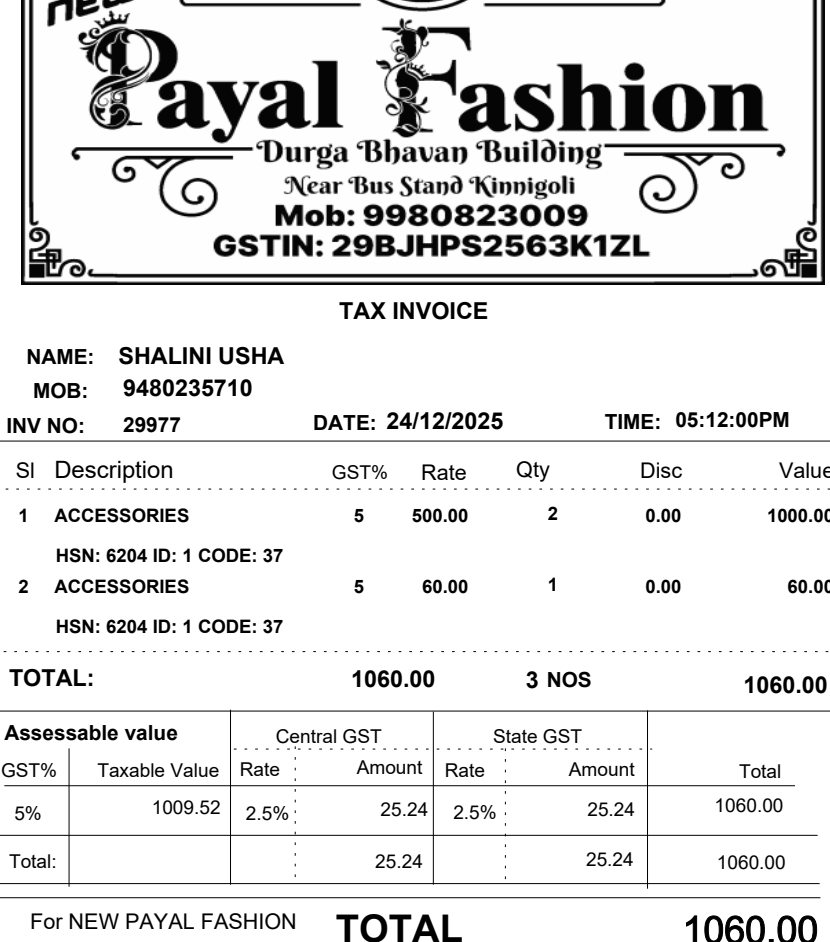 new
Payal Fashion
Durga Bhavan Building
Near Bus Stand Kinnigoli
Mob: 9980823009
GSTIN: 29BJHPS2563K1ZL
TAX INVOICE
NAME: SHALINI USHA
MOB: 9480235710
INV NO: 29977 DATE: 24/12/2025 TIME: 05:12:00PM
Sl Description GST% Rate Qty Disc Value
1 ACCESSORIES 5 500.00 2 0.00 1000.00
HSN: 6204 ID: 1 CODE: 37
2 ACCESSORIES 5 60.00 1 0.00 60.00
HSN: 6204 ID: 1 CODE: 37
TOTAL: 1060.00 3 NOS 1060.00
Assessable value Central GST State GST
GST% Taxable Value Rate Amount Rate Amount Total
5% 1009.52 2.5% 25.24 2.5% 25.24 1060.00
Total: 25.24 25.24 1060.00
For NEW PAYAL FASHION TOTAL 1060.00